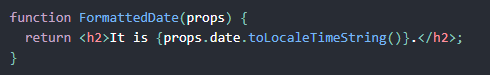 function FormattedDate(props) {
  return <h2>It is {props.date.toLocaleTimeString()}.</h2>;
}